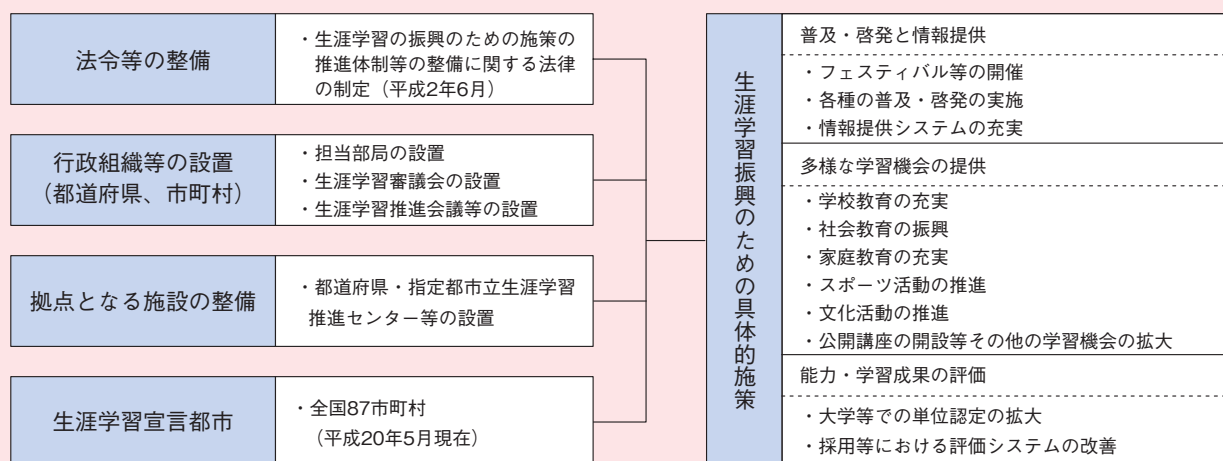 法令等の整備
・生涯学習の振興のための施策の
推進体制等の整備に関する法律
の制定（平成2年6月）
行政組織等の設置
（都道府県、市町村）
・担当部局の設置
・生涯学習審議会の設置
・生涯学習推進会議等の設置
拠点となる施設の整備
・都道府県・指定都市立生涯学習
推進センター等の設置
生涯学習宣言都市
・全国87市町村
（平成20年5月現在）
生涯学習振興のための具体的施策
普及・啓発と情報提供
・フェスティバル等の開催
・各種の普及・啓発の実施
・情報提供システムの充実
多様な学習機会の提供
・学校教育の充実
・社会教育の振興
・家庭教育の充実
・スポーツ活動の推進
・文化活動の推進
・公開講座の開設等その他の学習機会の拡大
能力・学習成果の評価
・大学等での単位認定の拡大
・採用等における評価システムの改善